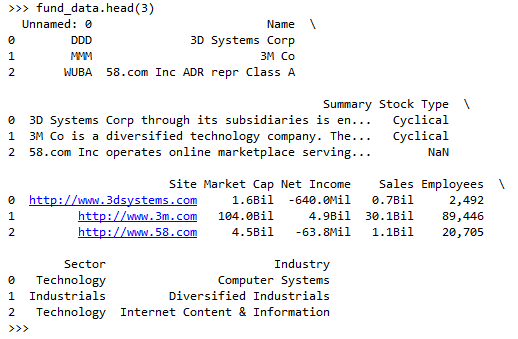 >>> fund_data.head(3)
  Unnamed: 0                         Name  \
0        DDD              3D Systems Corp
1        MMM                        3M Co
2       WUBA  58.com Inc ADR repr Class A

                                             Summary Stock Type  \
0  3D Systems Corp through its subsidiaries is en...   Cyclical
1  3M Co is a diversified technology company. The...   Cyclical
2  58.com Inc operates online marketplace serving...        NaN

                       Site Market Cap Net Income    Sales Employees  \
0  http://www.3dsystems.com     1.6Bil  -640.0Mil   0.7Bil     2,492
1         http://www.3m.com   104.0Bil     4.9Bil  30.1Bil    89,446
2         http://www.58.com     4.5Bil   -63.8Mil   1.1Bil    20,705

        Sector                        Industry
0   Technology                Computer Systems
1  Industrials         Diversified Industrials
2   Technology  Internet Content & Information
>>>